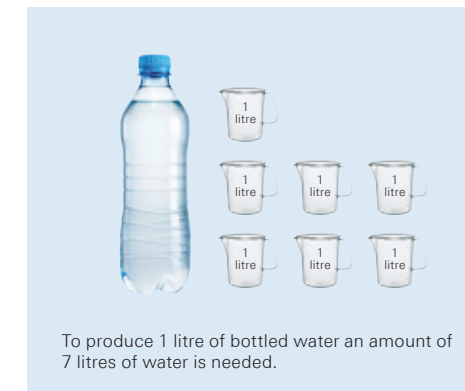 1
litre
1
litre
1
litre
1
litre
1
litre
1
litre
1
litre
To produce 1 litre of bottled water an amount of
7 litres of water is needed.